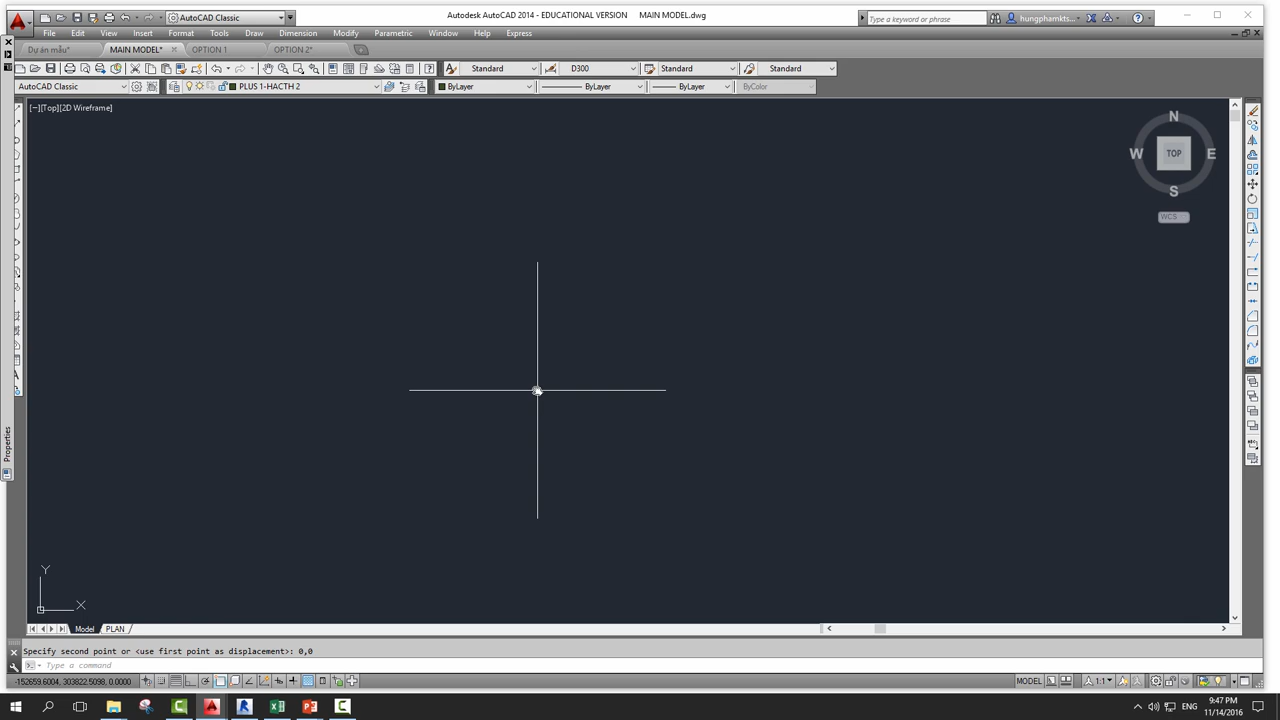 AutoCAD Classic
Autodesk AutoCAD 2014 - EDUCATIONAL VERSION MAIN MODEL.dwg
Type a keyword or phrase
hungphamkts...
File Edit View Insert Format Tools Draw Dimension Modify Parametric Window Help Express
Dự án mẫu* MAIN MODEL* OPTION 1 OPTION 2*
Standard D300 Standard Standard
AutoCAD Classic PLUS 1-HACTH 2 ByLayer ByLayer ByLayer ByColor
[−][Top][2D Wireframe]
N
W TOP E
S
WCS
Properties
Y
X
Model PLAN
Specify second point or <use first point as displacement>: 0,0
Type a command
-152659.6004, 303822.5098, 0.0000 MODEL 1:1
ENG 9:47 PM
11/14/2016